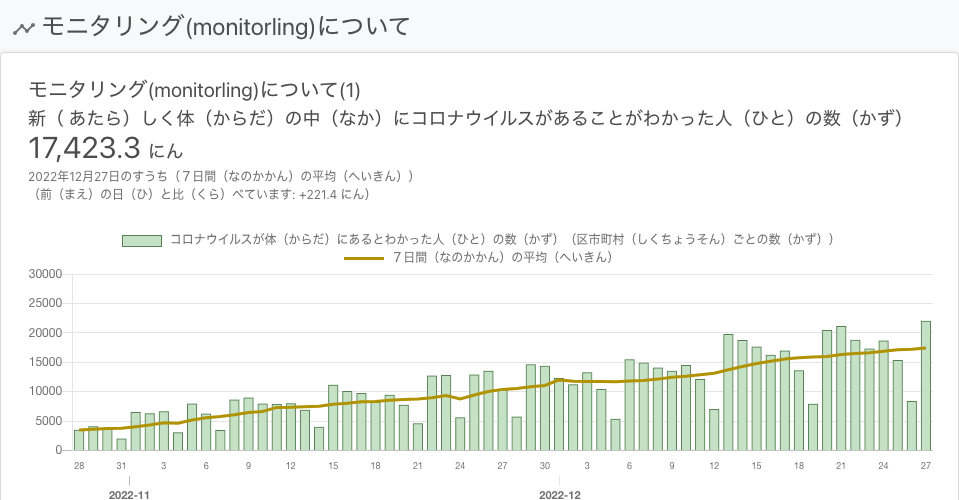 モニタリング(monitorling)について
モニタリング(monitorling)について(1)
新（ あたら）しく体（からだ）の中（なか）にコロナウイルスがあることがわかった人（ひと）の数（かず）
17,423.3 にん
2022年12月27日のすうち（７日間（なのかかん）の平均（へいきん））
（前（まえ）の日（ひ）と比（くら）べています: +221.4 にん）
コロナウイルスが体（からだ）にあるとわかった人（ひと）の数（かず）（区市町村（しくちょうそん）ごとの数（かず））
７日間（なのかかん）の平均（へいきん）
30000
25000
20000
15000
10000
5000
0
28 31 3 6 9 12 15 18 21 24 27 30 3 6 9 12 15 18 21 24 27
2022-11 2022-12